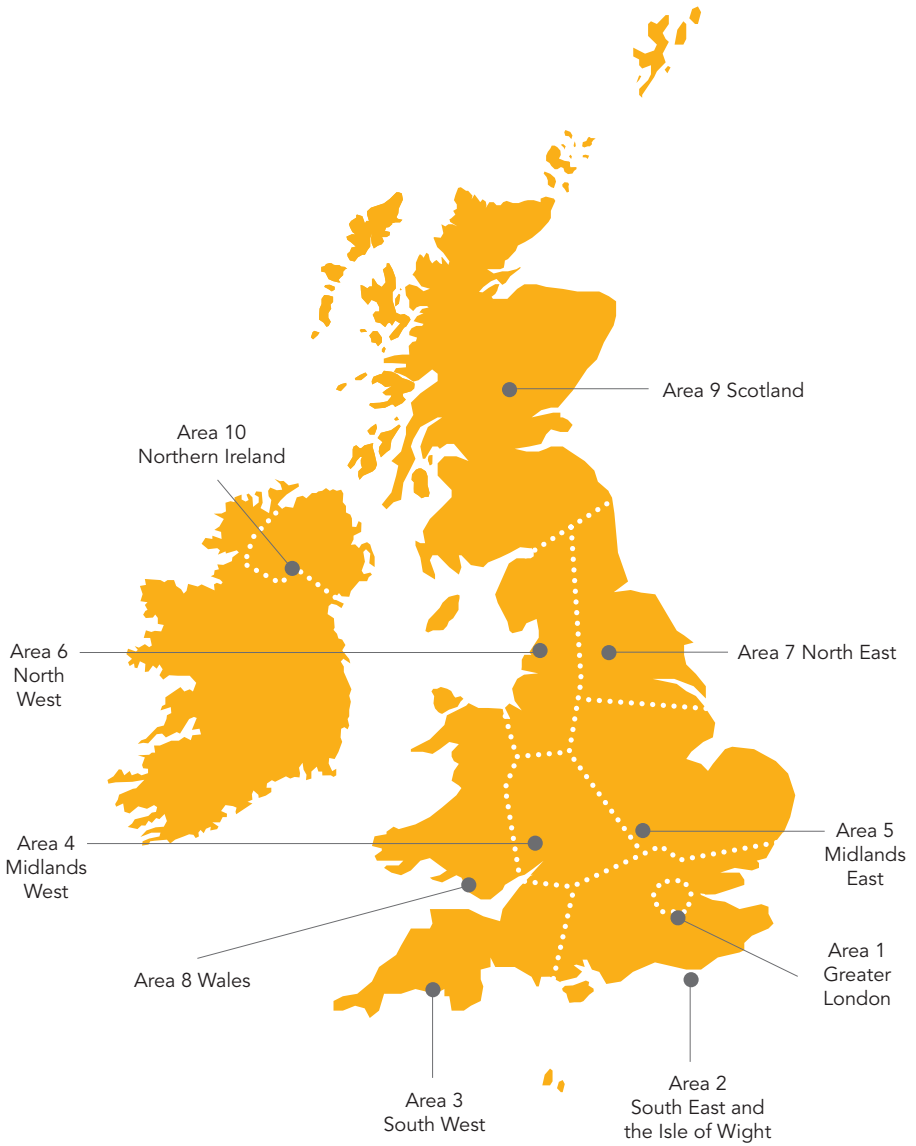 Area 9 Scotland
Area 10
Northern Ireland
Area 6
North
West
Area 7 North East
Area 4
Midlands
West
Area 5
Midlands
East
Area 8 Wales
Area 1
Greater
London
Area 3
South West
Area 2
South East and
the Isle of Wight